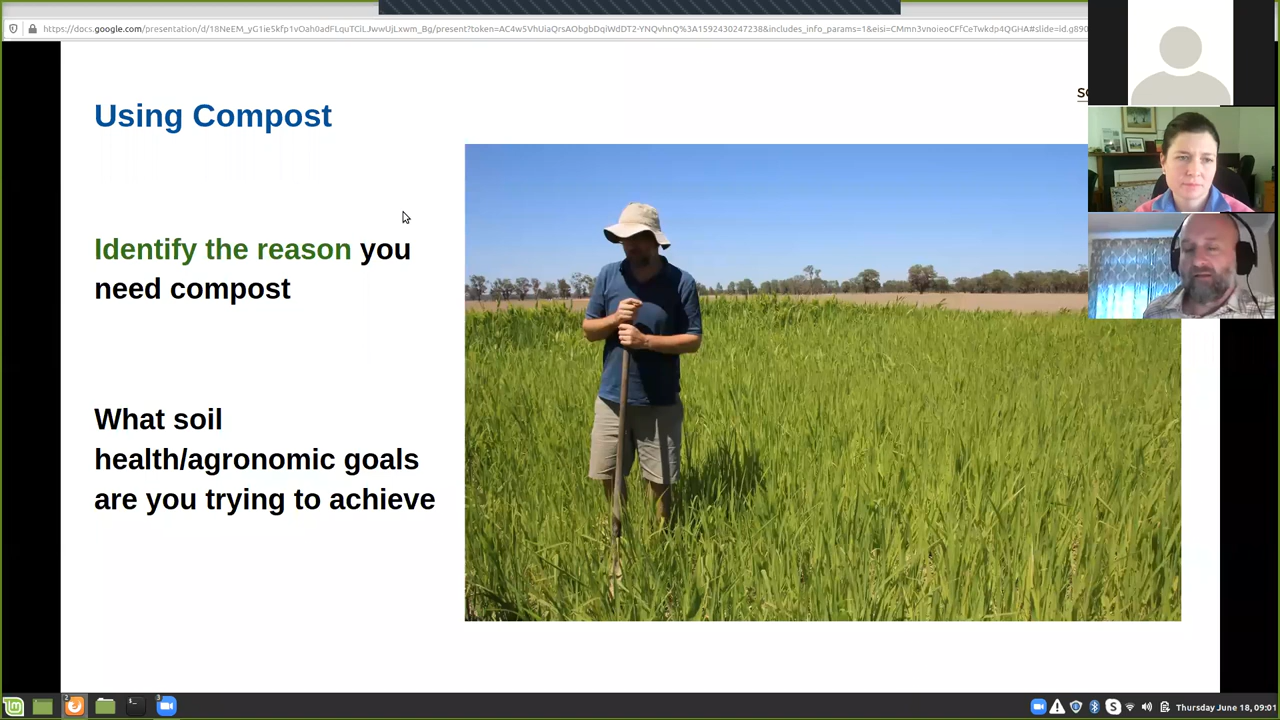 Using Compost
Identify the reason you
need compost
What soil
health/agronomic goals
are you trying to achieve
Thursday June 18, 09:01